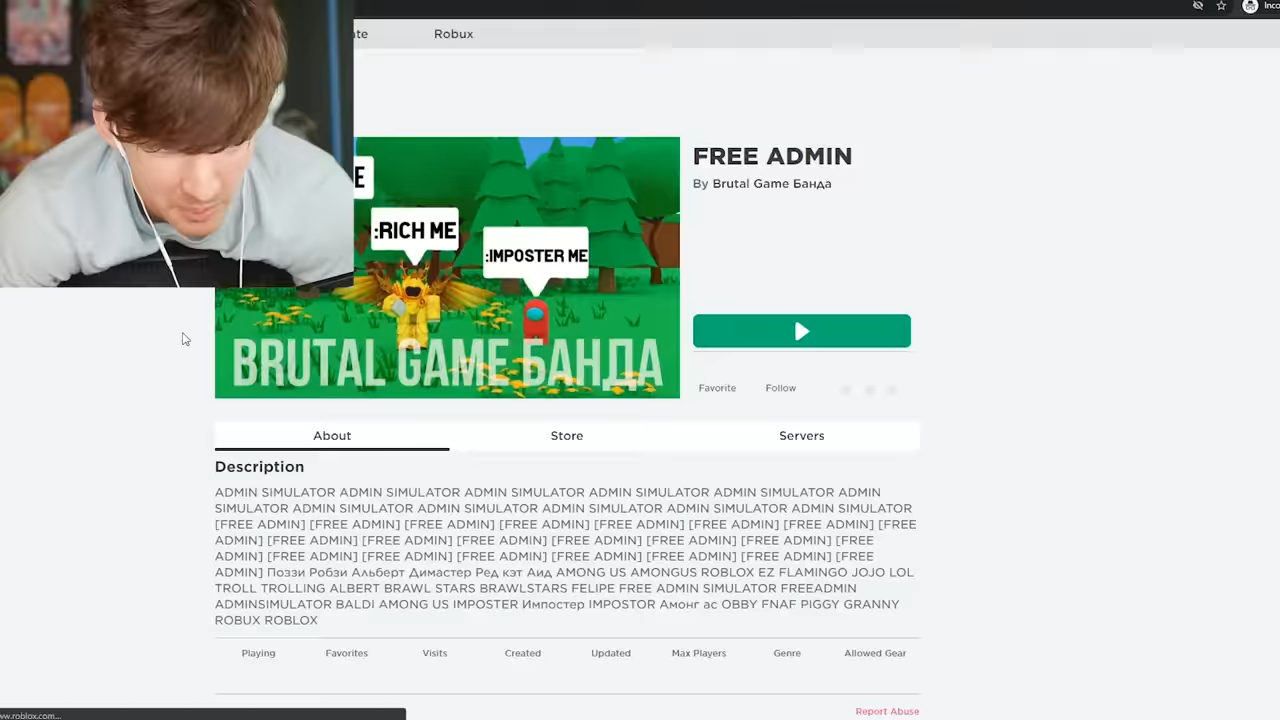 Inco
ate
Robux
FREE ADMIN
By Brutal Game Банда
E
:RICH ME
:IMPOSTER ME
BRUTAL GAME БАНДА
Favorite
Follow
About
Store
Servers
Description
ADMIN SIMULATOR ADMIN SIMULATOR ADMIN SIMULATOR ADMIN SIMULATOR ADMIN SIMULATOR ADMIN
SIMULATOR ADMIN SIMULATOR ADMIN SIMULATOR ADMIN SIMULATOR ADMIN SIMULATOR ADMIN SIMULATOR
[FREE ADMIN] [FREE ADMIN] [FREE ADMIN] [FREE ADMIN] [FREE ADMIN] [FREE ADMIN] [FREE ADMIN] [FREE
ADMIN] [FREE ADMIN] [FREE ADMIN] [FREE ADMIN] [FREE ADMIN] [FREE ADMIN] [FREE ADMIN] [FREE
ADMIN] [FREE ADMIN] [FREE ADMIN] [FREE ADMIN] [FREE ADMIN] [FREE ADMIN] [FREE ADMIN] [FREE
ADMIN] Поззи Робзи Альберт Димастер Ред кэт Аид AMONG US AMONGUS ROBLOX EZ FLAMINGO JOJO LOL
TROLL TROLLING ALBERT BRAWL STARS BRAWLSTARS FELIPE FREE ADMIN SIMULATOR FREEADMIN
ADMINSIMULATOR BALDI AMONG US IMPOSTER Импостер IMPOSTOR Амонг ас OBBY FNAF PIGGY GRANNY
ROBUX ROBLOX
Playing
Favorites
Visits
Created
Updated
Max Players
Genre
Allowed Gear
Report Abuse
ww.roblox.com...